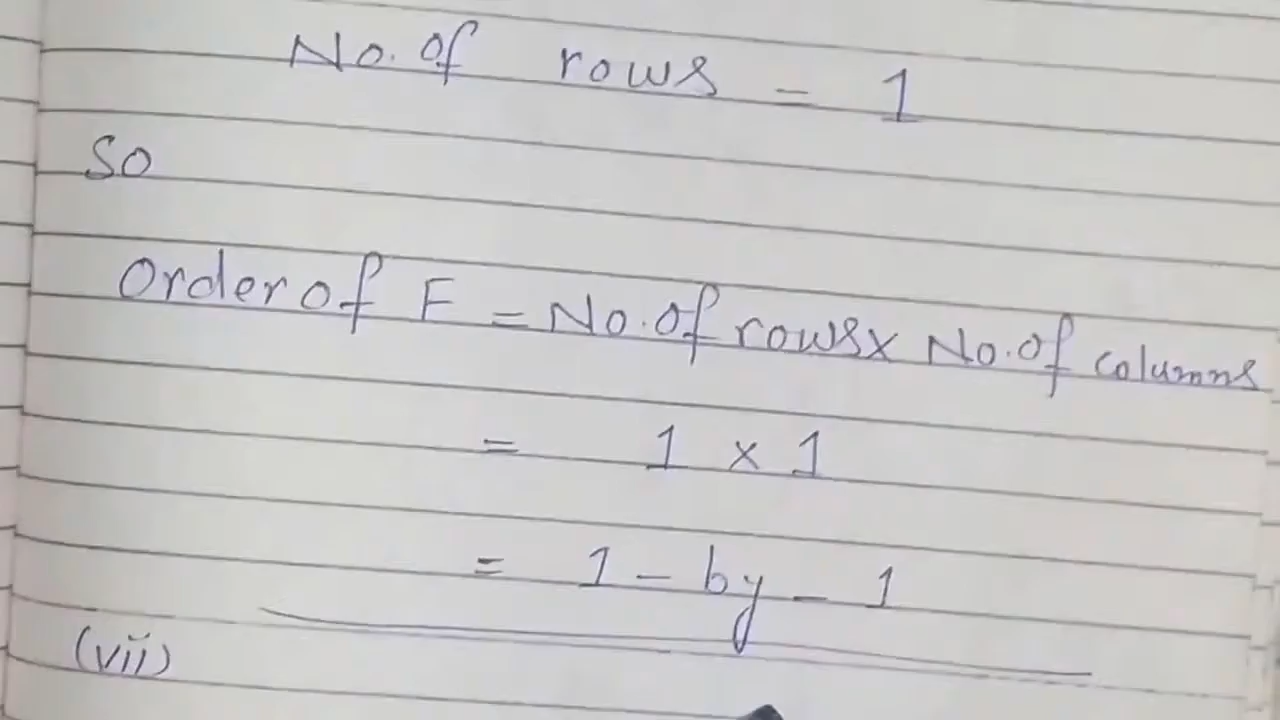 No. of rows = 1
So
Order of F = No. of rows x No. of columns
= 1 x 1
= 1 - by - 1
(vii)